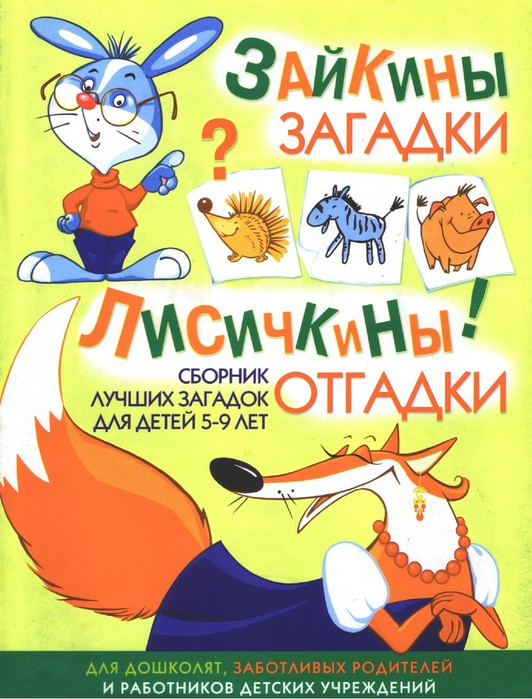 ЗАЙКИНЫ
ЗАГАДКИ
?
ЛИСИЧКИНЫ!
СБОРНИК
ЛУЧШИХ ЗАГАДОК
ДЛЯ ДЕТЕЙ 5-9 ЛЕТ
ОТГАДКИ
ДЛЯ ДОШКОЛЯТ, ЗАБОТЛИВЫХ РОДИТЕЛЕЙ
И РАБОТНИКОВ ДЕТСКИХ УЧРЕЖДЕНИЙ